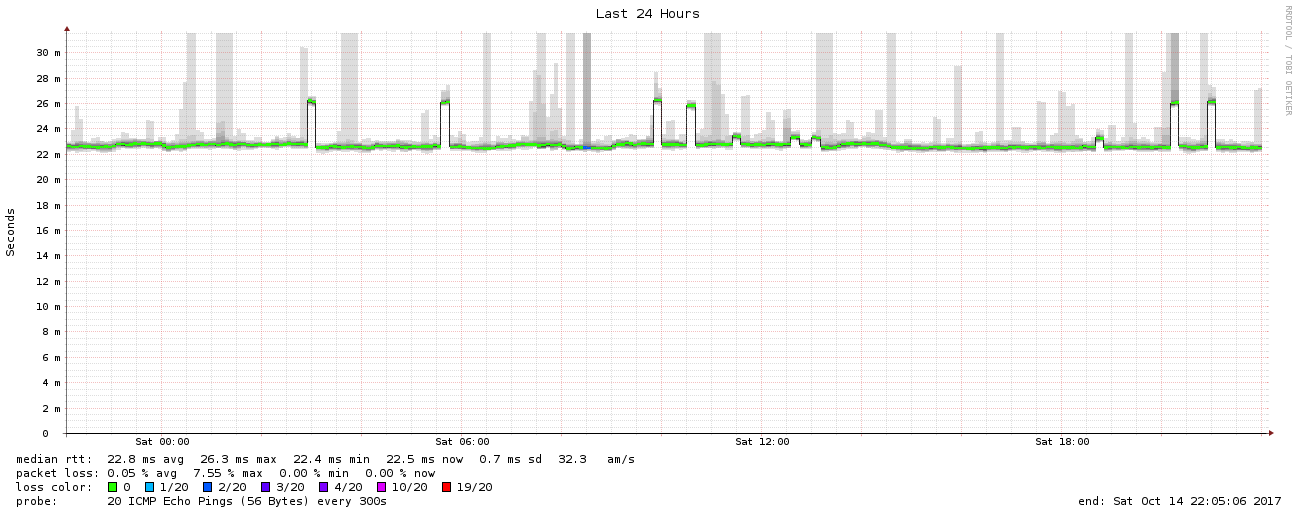 Last 24 Hours
RRDTOOL / TOBI OETIKER
Seconds
30 m
28 m
26 m
24 m
22 m
20 m
18 m
16 m
14 m
12 m
10 m
8 m
6 m
4 m
2 m
0
Sat 00:00 Sat 06:00 Sat 12:00 Sat 18:00
median rtt: 22.8 ms avg 26.3 ms max 22.4 ms min 22.5 ms now 0.7 ms sd 32.3 am/s
packet loss: 0.05 % avg 7.55 % max 0.00 % min 0.00 % now
loss color: 0 1/20 2/20 3/20 4/20 10/20 19/20
probe: 20 ICMP Echo Pings (56 Bytes) every 300s end: Sat Oct 14 22:05:06 2017